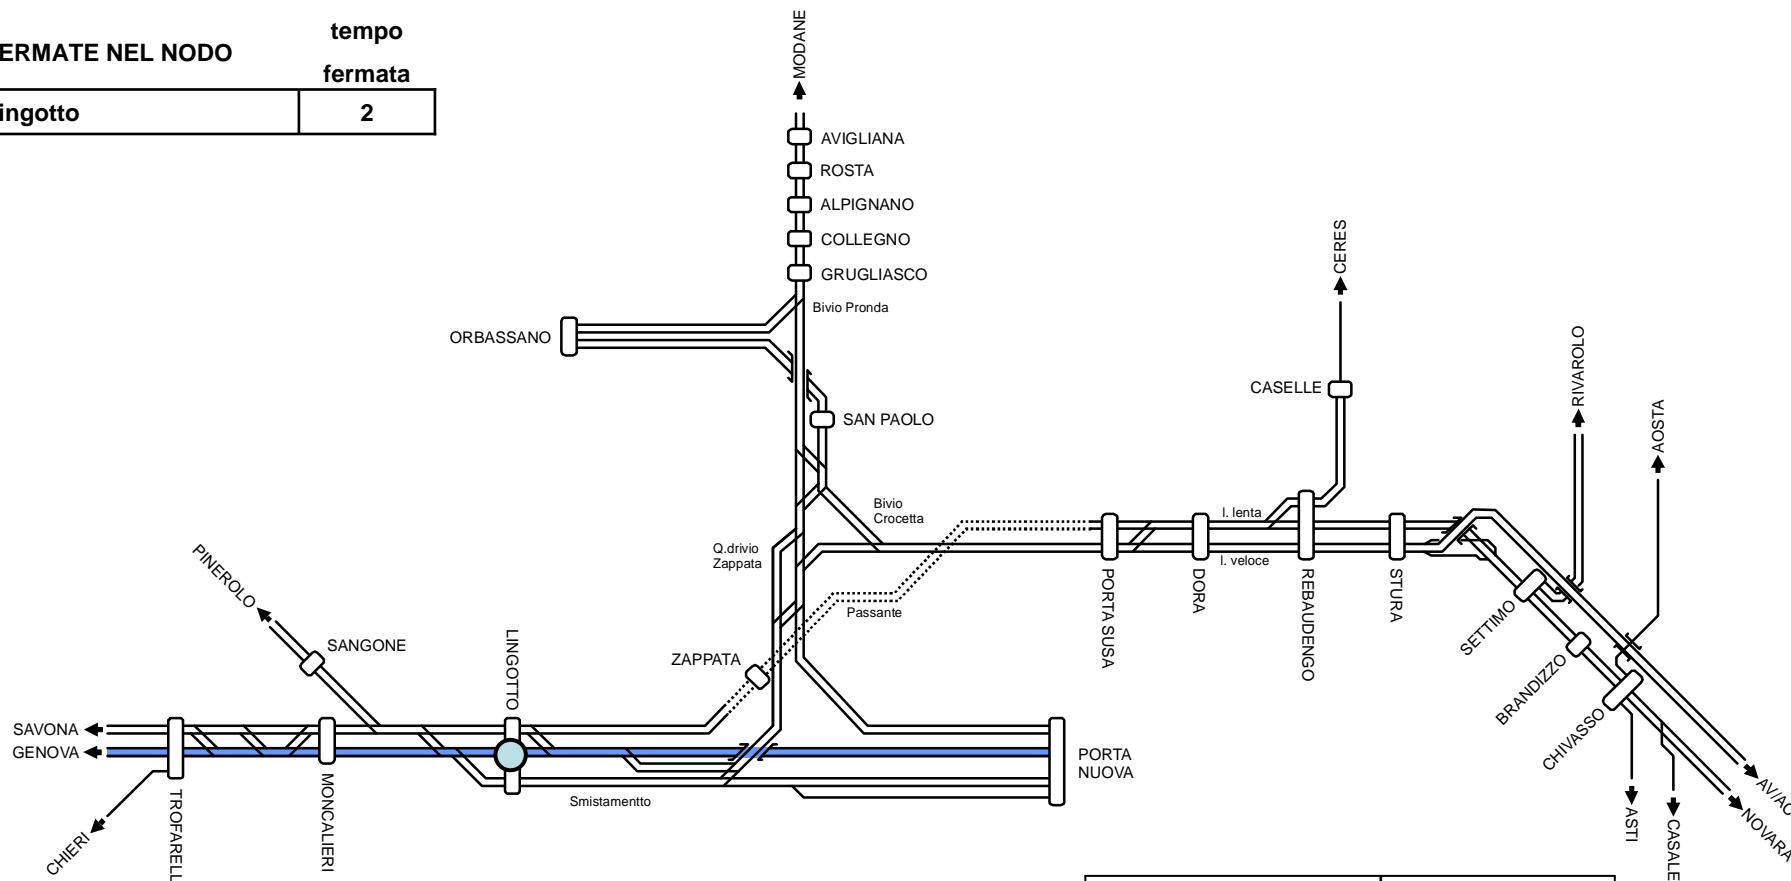 tempo
ERMATE NEL NODO
fermata
ingotto
2
MODANE
AVIGLIANA
ROSTA
ALPIGNANO
COLLEGNO
GRUGLIASCO
Bivio Pronda
ORBASSANO
CERES
CASELLE
RIVAROLO
AOSTA
SAN PAOLO
Bivio
Crocetta
l. lenta
l. veloce
Q.drivio
Zappata
Passante
PINEROLO
SANGONE
LINGOTTO
ZAPPATA
PORTA SUSA
DORA
REBAUDENGO
STURA
SETTIMO
BRANDIZZO
CHIVASSO
SAVONA
GENOVA
PORTA
NUOVA
Smistamentto
CHIERI
TROFARELL
MONCALIERI
ASTI
CASALE
NOVARA
AV/AC